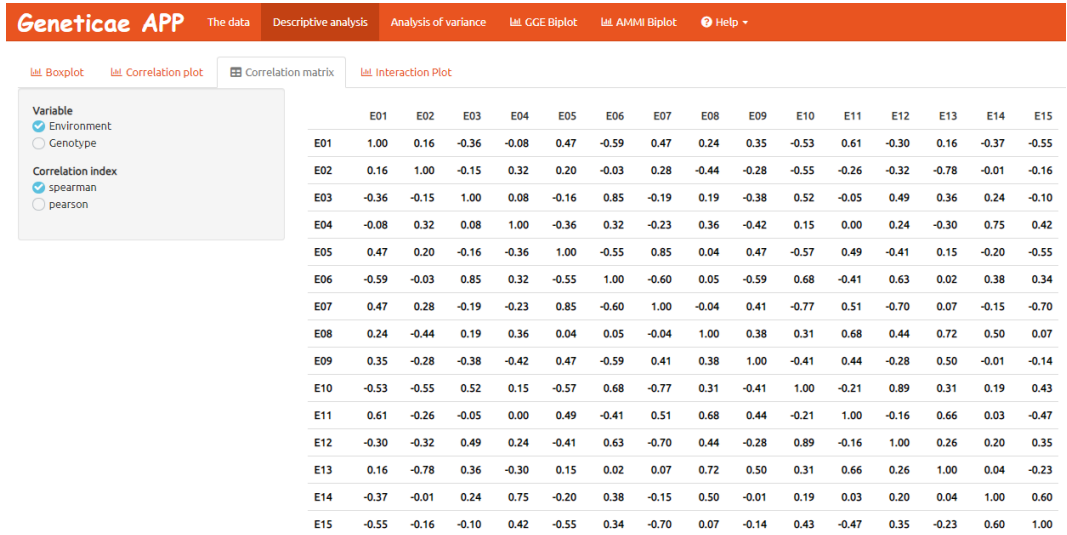 Geneticae APP The data Descriptive analysis Analysis of variance GGE Biplot AMMI Biplot Help
Boxplot Correlation plot Correlation matrix Interaction Plot
Variable
Environment
Genotype
Correlation index
spearman
pearson
E01 E02 E03 E04 E05 E06 E07 E08 E09 E10 E11 E12 E13 E14 E15
E01 1.00 0.16 -0.36 -0.08 0.47 -0.59 0.47 0.24 0.35 -0.53 0.61 -0.30 0.16 -0.37 -0.55
E02 0.16 1.00 -0.15 0.32 0.20 -0.03 0.28 -0.44 -0.28 -0.55 -0.26 -0.32 -0.78 -0.01 -0.16
E03 -0.36 -0.15 1.00 0.08 -0.16 0.85 -0.19 0.19 -0.38 0.52 -0.05 0.49 0.36 0.24 -0.10
E04 -0.08 0.32 0.08 1.00 -0.36 0.32 -0.23 0.36 -0.42 0.15 0.00 0.24 -0.30 0.75 0.42
E05 0.47 0.20 -0.16 -0.36 1.00 -0.55 0.85 0.04 0.47 -0.57 0.49 -0.41 0.15 -0.20 -0.55
E06 -0.59 -0.03 0.85 0.32 -0.55 1.00 -0.60 0.05 -0.59 0.68 -0.41 0.63 0.02 0.38 0.34
E07 0.47 0.28 -0.19 -0.23 0.85 -0.60 1.00 -0.04 0.41 -0.77 0.51 -0.70 0.07 -0.15 -0.70
E08 0.24 -0.44 0.19 0.36 0.04 0.05 -0.04 1.00 0.38 0.31 0.68 0.44 0.72 0.50 0.07
E09 0.35 -0.28 -0.38 -0.42 0.47 -0.59 0.41 0.38 1.00 -0.41 0.44 -0.28 0.50 -0.01 -0.14
E10 -0.53 -0.55 0.52 0.15 -0.57 0.68 -0.77 0.31 -0.41 1.00 -0.21 0.89 0.31 0.19 0.43
E11 0.61 -0.26 -0.05 0.00 0.49 -0.41 0.51 0.68 0.44 -0.21 1.00 -0.16 0.66 0.03 -0.47
E12 -0.30 -0.32 0.49 0.24 -0.41 0.63 -0.70 0.44 -0.28 0.89 -0.16 1.00 0.26 0.20 0.35
E13 0.16 -0.78 0.36 -0.30 0.15 0.02 0.07 0.72 0.50 0.31 0.66 0.26 1.00 0.04 -0.23
E14 -0.37 -0.01 0.24 0.75 -0.20 0.38 -0.15 0.50 -0.01 0.19 0.03 0.20 0.04 1.00 0.60
E15 -0.55 -0.16 -0.10 0.42 -0.55 0.34 -0.70 0.07 -0.14 0.43 -0.47 0.35 -0.23 0.60 1.00